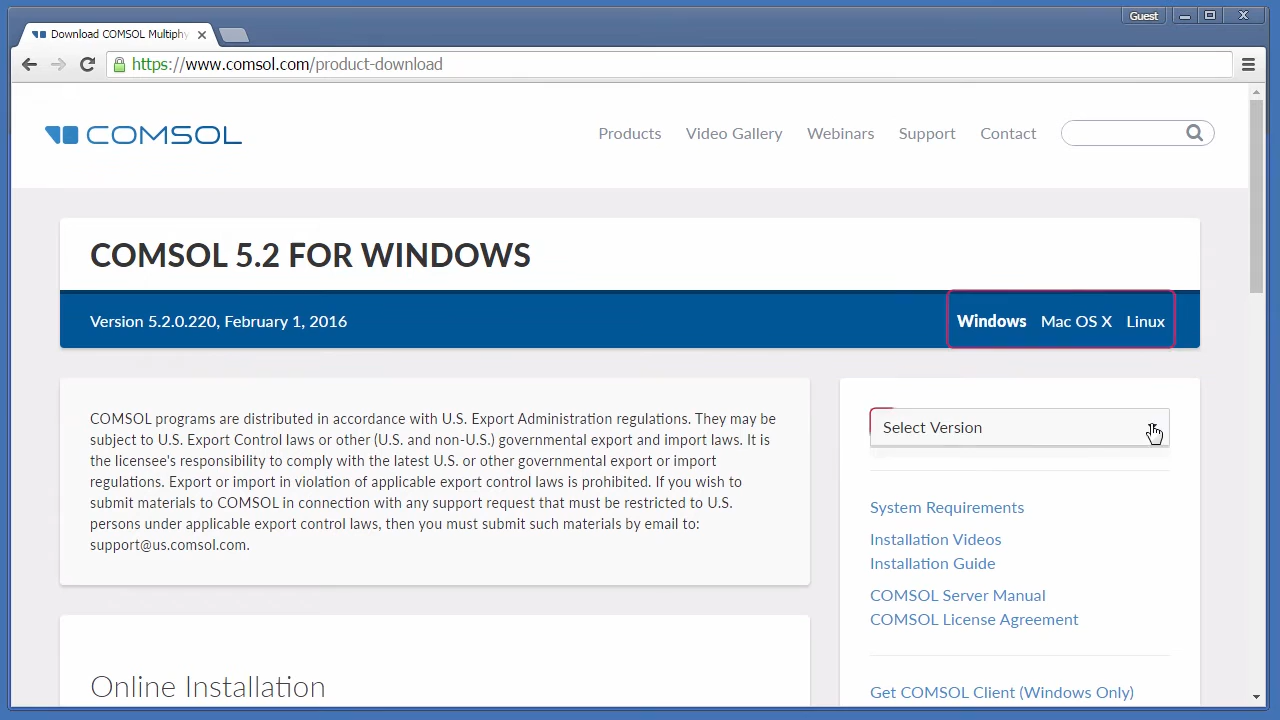 Guest
Download COMSOL Multiphy
https://www.comsol.com/product-download
COMSOL
Products Video Gallery Webinars Support Contact
COMSOL 5.2 FOR WINDOWS
Version 5.2.0.220, February 1, 2016
Windows Mac OS X Linux
COMSOL programs are distributed in accordance with U.S. Export Administration regulations. They may be
subject to U.S. Export Control laws or other (U.S. and non-U.S.) governmental export and import laws. It is
the licensee's responsibility to comply with the latest U.S. or other governmental export or import
regulations. Export or import in violation of applicable export control laws is prohibited. If you wish to
submit materials to COMSOL in connection with any support request that must be restricted to U.S.
persons under applicable export control laws, then you must submit such materials by email to:
support@us.comsol.com.
Online Installation
Select Version
System Requirements
Installation Videos
Installation Guide
COMSOL Server Manual
COMSOL License Agreement
Get COMSOL Client (Windows Only)